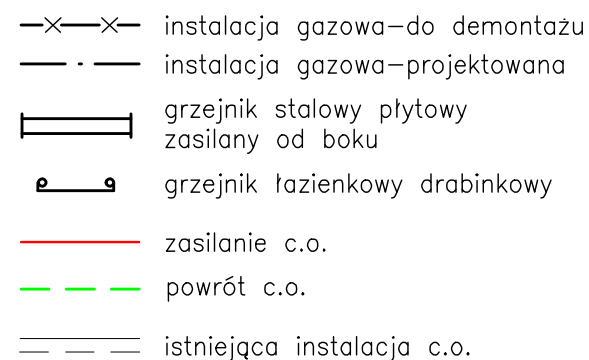 instalacja gazowa-do demontażu
instalacja gazowa-projektowana
grzejnik stalowy płytowy
zasilany od boku
grzejnik łazienkowy drabinkowy
zasilanie c.o.
powrót c.o.
istniejąca instalacja c.o.